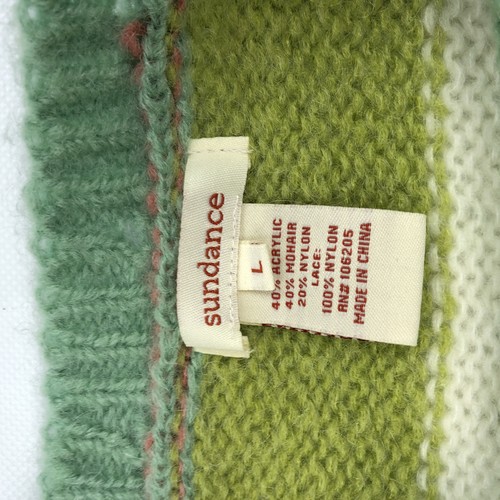 sundance
L
40% ACRYLIC
40% MOHAIR
20% NYLON
LACE:
100% NYLON
RN# 106205
MADE IN CHINA